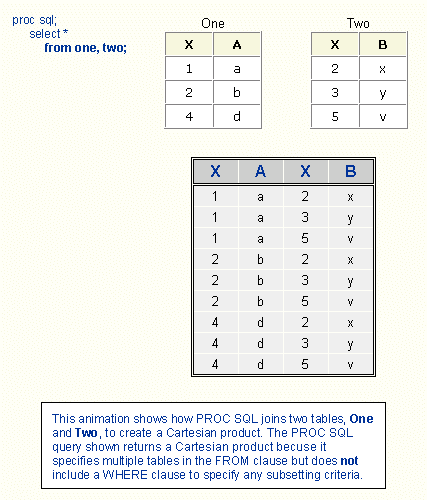 proc sql;
select *
from one, two;
One
X A
1 a
2 b
4 d
Two
X B
2 x
3 y
5 v
X A X B
1 a 2 x
1 a 3 y
1 a 5 v
2 b 2 x
2 b 3 y
2 b 5 v
4 d 2 x
4 d 3 y
4 d 5 v
This animation shows how PROC SQL joins two tables, One
and Two, to create a Cartesian product. The PROC SQL
query shown returns a Cartesian product becuse it
specifies multiple tables in the FROM clause but does not
include a WHERE clause to specify any subsetting criteria.